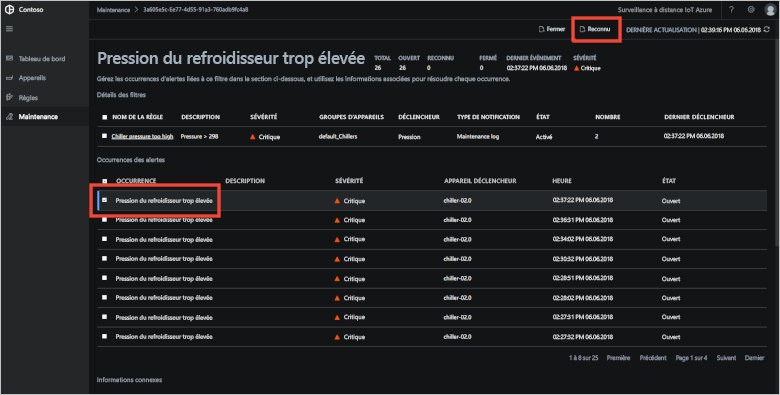 Contoso
Maintenance > 3a605e5c-5e77-4d55-91a3-760adb9fc4a8
Surveillance à distance IoT Azure
Fermer
Reconnu
DERNIÈRE ACTUALISATION | 02:39:16 PM 06.06.2018
Tableau de bord
Appareils
Règles
Maintenance
Pression du refroidisseur trop élevée
TOTAL OUVERT RECONNU FERMÉ DERNIER ÉVÉNEMENT SÉVÉRITÉ
26 26 0 0 02:37:22 PM 06.06.2018 Critique
Gérez les occurrences d'alertes liées à ce filtre dans la section ci-dessous, et utilisez les informations associées pour résoudre chaque occurrence.
Détails des filtres
NOM DE LA RÈGLE DESCRIPTION SÉVÉRITÉ GROUPES D'APPAREILS DÉCLENCHEUR TYPE DE NOTIFICATION ÉTAT NOMBRE DERNIER DÉCLENCHEUR
Chiller pressure too high Pressure > 298 Critique default_Chillers Pression Maintenance log Activé 2 02:37:22 PM 06.06.2018
Occurrences des alertes
OCCURRENCE DESCRIPTION SÉVÉRITÉ APPAREIL DÉCLENCHEUR HEURE ÉTAT
Pression du refroidisseur trop élevée Critique chiller-02.0 02:37:22 PM 06.06.2018 Ouvert
Pression du refroidisseur trop élevée Critique chiller-02.0 02:36:31 PM 06.06.2018 Ouvert
Pression du refroidisseur trop élevée Critique chiller-02.0 02:34:02 PM 06.06.2018 Ouvert
Pression du refroidisseur trop élevée Critique chiller-02.0 02:30:32 PM 06.06.2018 Ouvert
Pression du refroidisseur trop élevée Critique chiller-02.0 02:28:51 PM 06.06.2018 Ouvert
Pression du refroidisseur trop élevée Critique chiller-02.0 02:28:02 PM 06.06.2018 Ouvert
Pression du refroidisseur trop élevée Critique chiller-02.0 02:27:31 PM 06.06.2018 Ouvert
Pression du refroidisseur trop élevée Critique chiller-02.0 02:27:32 PM 06.06.2018 Ouvert
1 à 8 sur 25 Première Précédent Page 1 sur 4 Suivant Dernier
Informations connexes